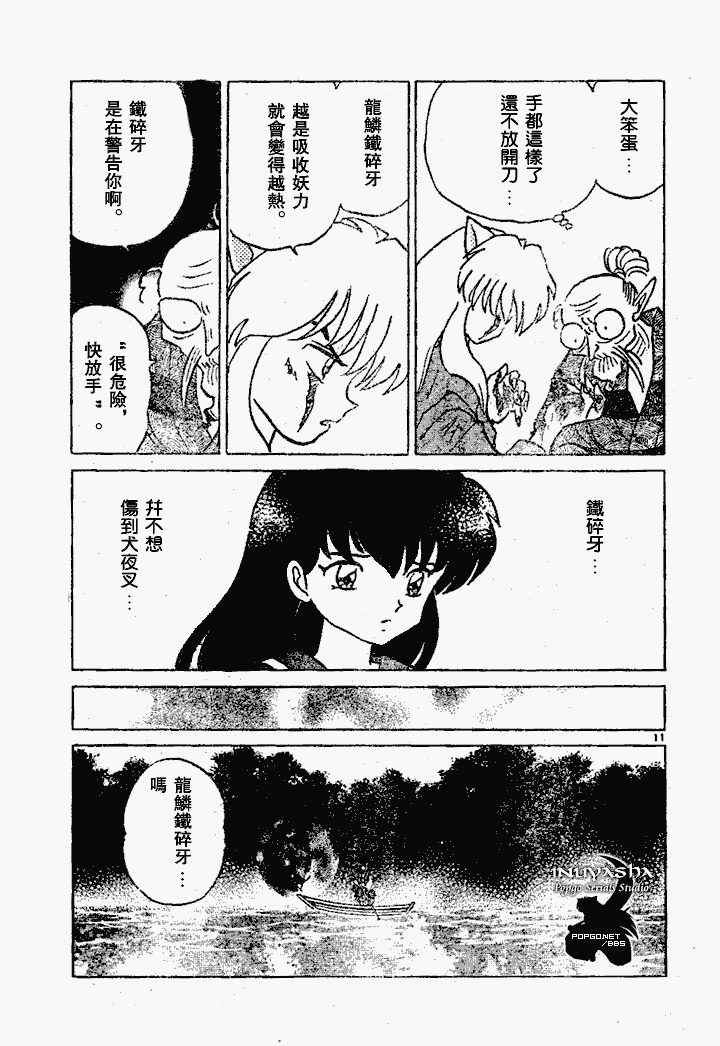 大笨蛋…
手都這樣了
還不放開刀…
龍鱗鐵碎牙
越是吸收妖力
就會變得越熱。
鐵碎牙
是在警告你啊。
“很危險,
快放手”。
鐵碎牙…
幷不想
傷到犬夜叉…
11
龍鱗鐵碎牙…
嗎
INUYASHA
Popgo Serials Studio
POPGO.NET
/BBS